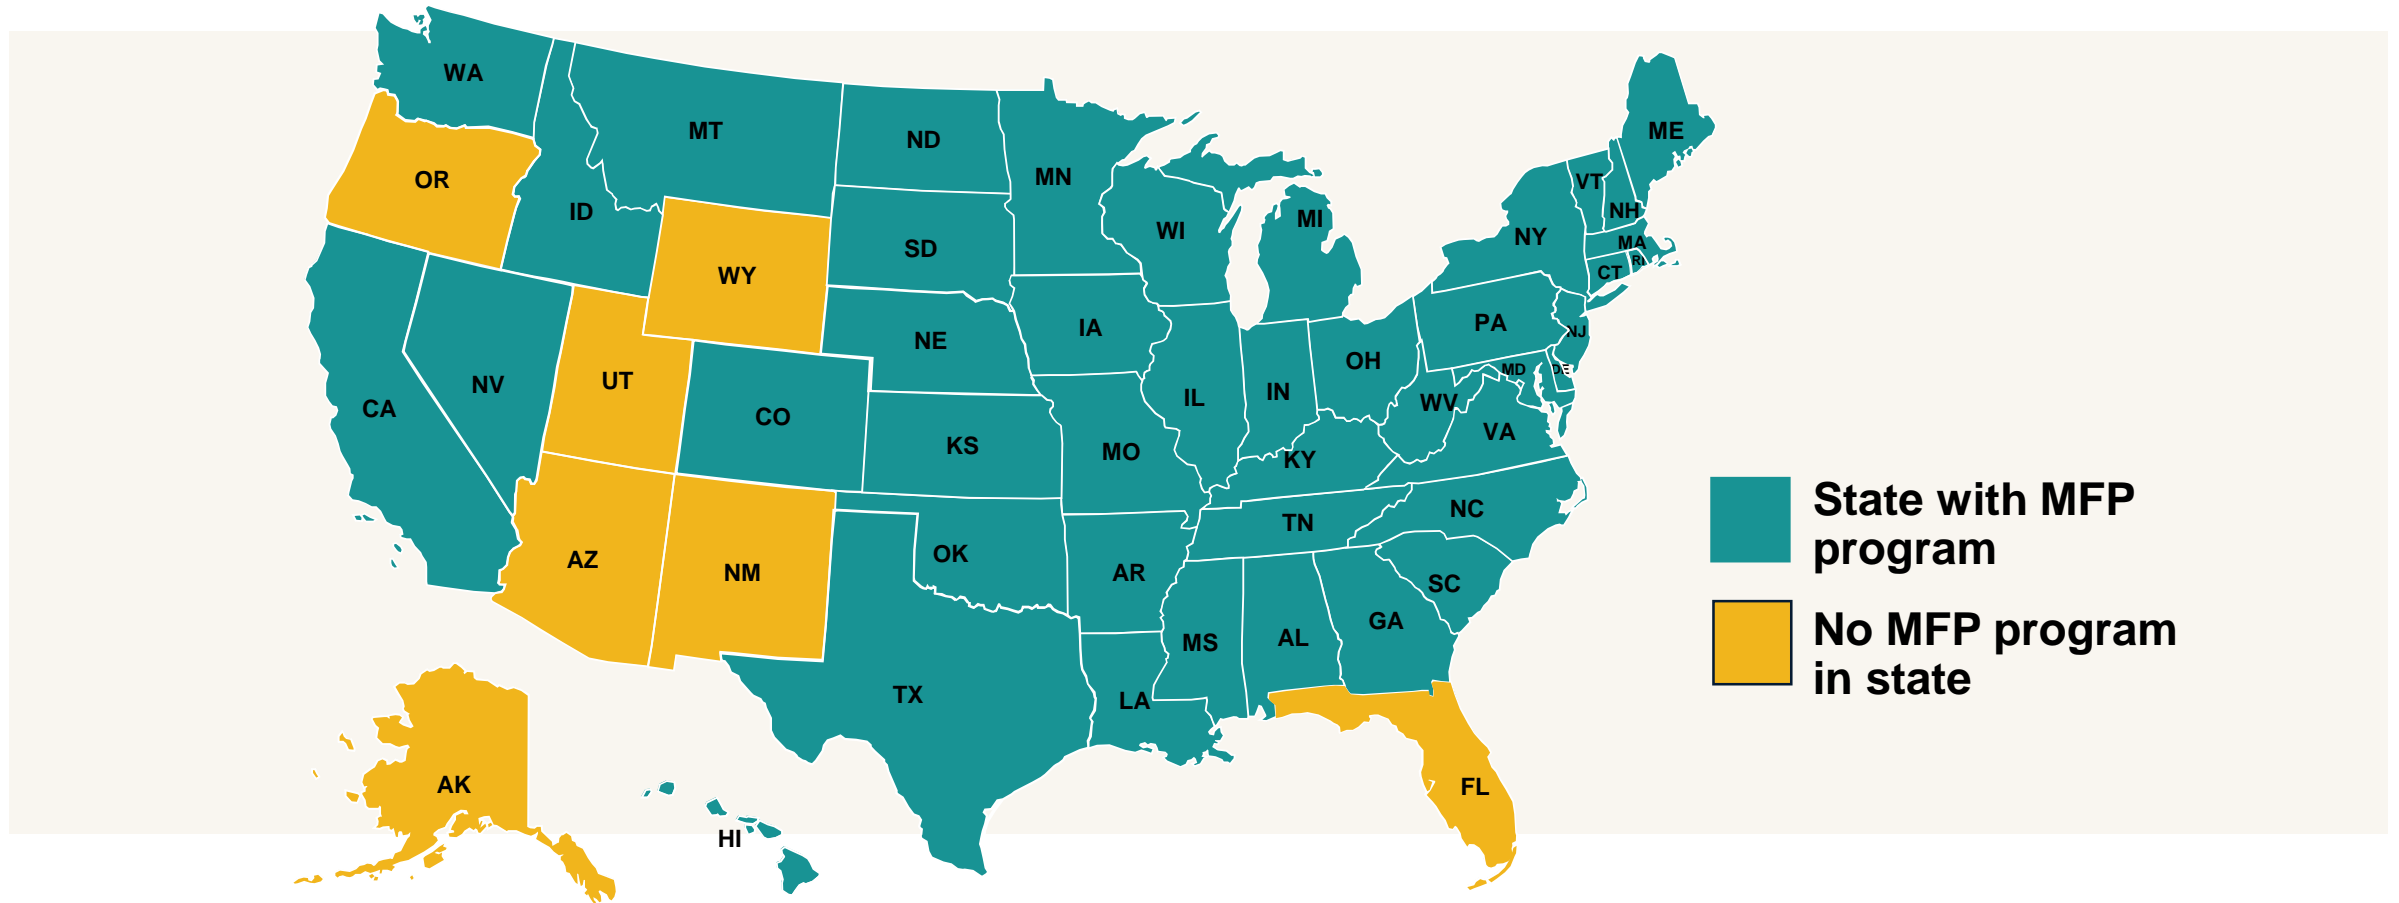 WA
MT
ND
MN
ME
OR
ID
WY
SD
WI
MI
VT
NH
NY
MA
CT
RI
NE
IA
PA
NJ
NV
UT
CO
CA
KS
MO
IL
IN
OH
MD
DE
WV
VA
KY
AZ
NM
OK
AR
TN
NC
SC
MS
AL
GA
TX
LA
AK
HI
FL
State with MFP
program
No MFP program
in state